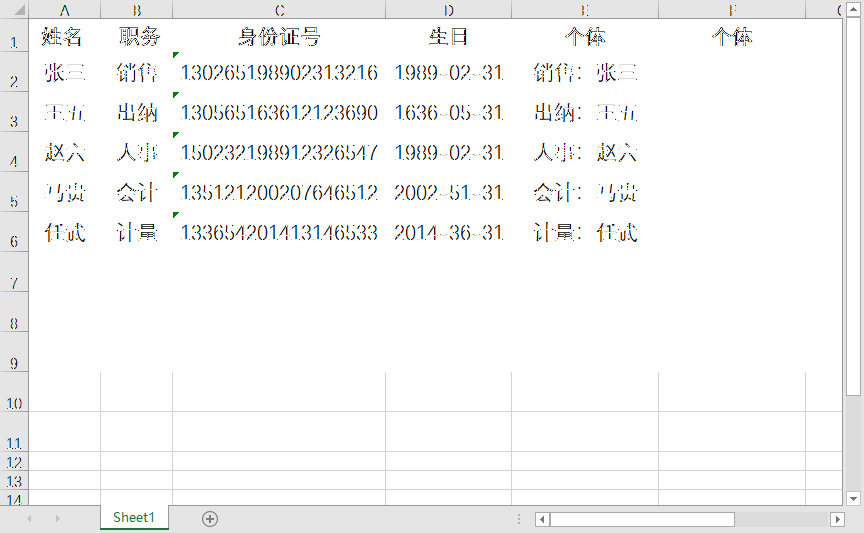 A B C D E F
1 姓名 职务 身份证号 生日 个体 个体
2 张三 销售 130265198902313216 1989-02-31 销售：张三
3 王五 出纳 130565163612123690 1636-05-31 出纳：王五
4 赵六 人事 150232198912326547 1989-02-31 人事：赵六
5 马贵 会计 135121200207646512 2002-51-31 会计：马贵
6 任武 计量 133654201413146533 2014-36-31 计量：任武
7
8
9
10
11
12
13
14
Sheet1